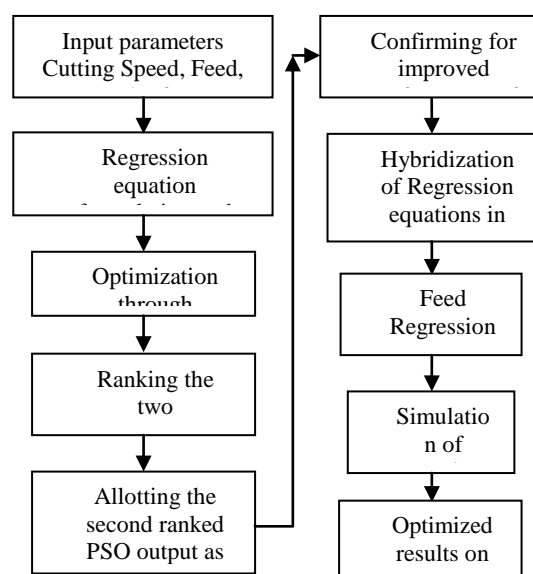 Input parameters
Cutting Speed, Feed,
Regression
equation
Optimization
through
Ranking the
two
Allotting the
second ranked
PSO output as
Confirming for
improved
Hybridization
of Regression
equations in
Feed
Regression
Simulatio
n of
Optimized
results on